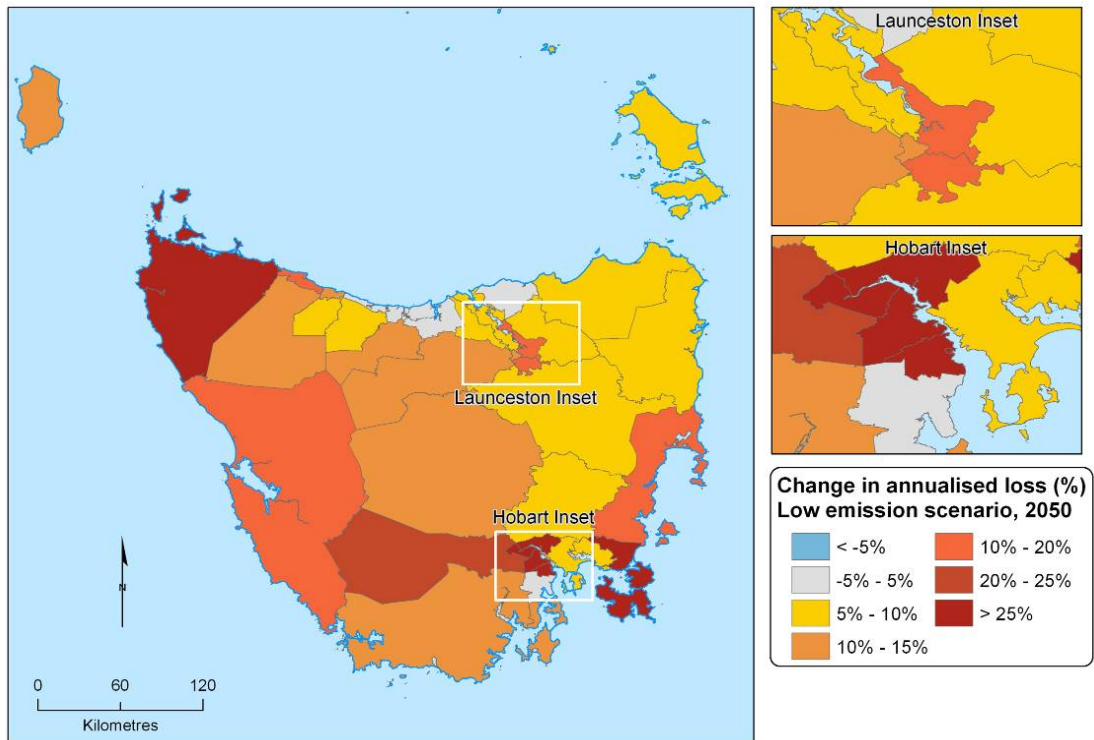 Launceston Inset
Hobart Inset
N
0 60 120
Kilometres
Launceston Inset
Hobart Inset
Change in annualised loss (%)
Low emission scenario, 2050
< -5%
-5% - 5%
5% - 10%
10% - 15%
10% - 20%
20% - 25%
> 25%